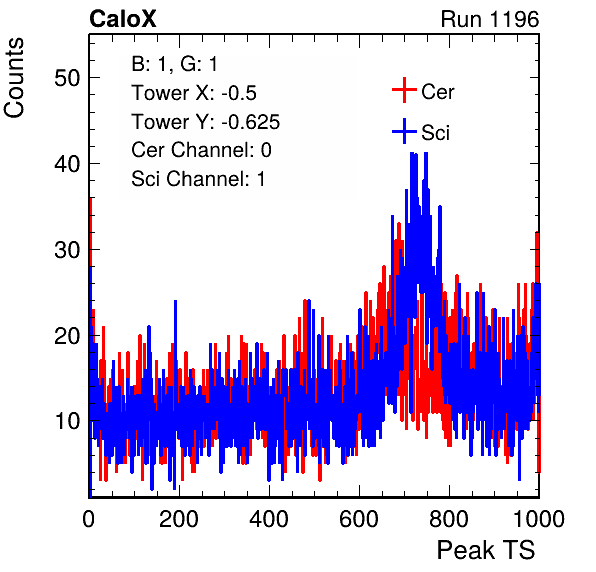 CaloX Run 1196
Counts
B: 1, G: 1
Tower X: -0.5
Tower Y: -0.625
Cer Channel: 0
Sci Channel: 1
Cer
Sci
50
40
30
20
10
0 200 400 600 800 1000
Peak TS